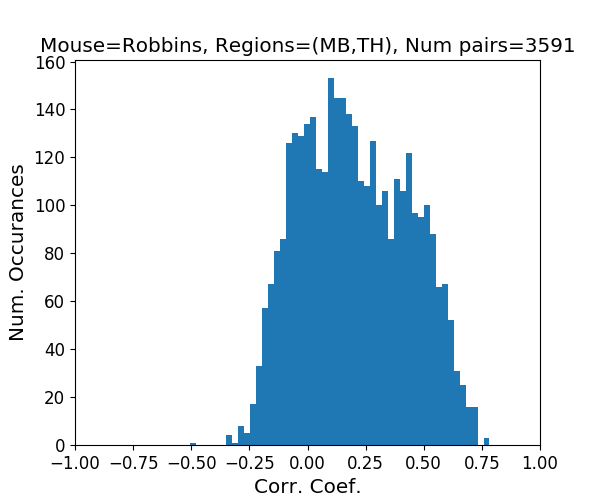 Mouse=Robbins, Regions=(MB,TH), Num pairs=3591
160
140
120
100
80
60
40
20
0
Num. Occurances
−1.00 −0.75 −0.50 −0.25 0.00 0.25 0.50 0.75 1.00
Corr. Coef.